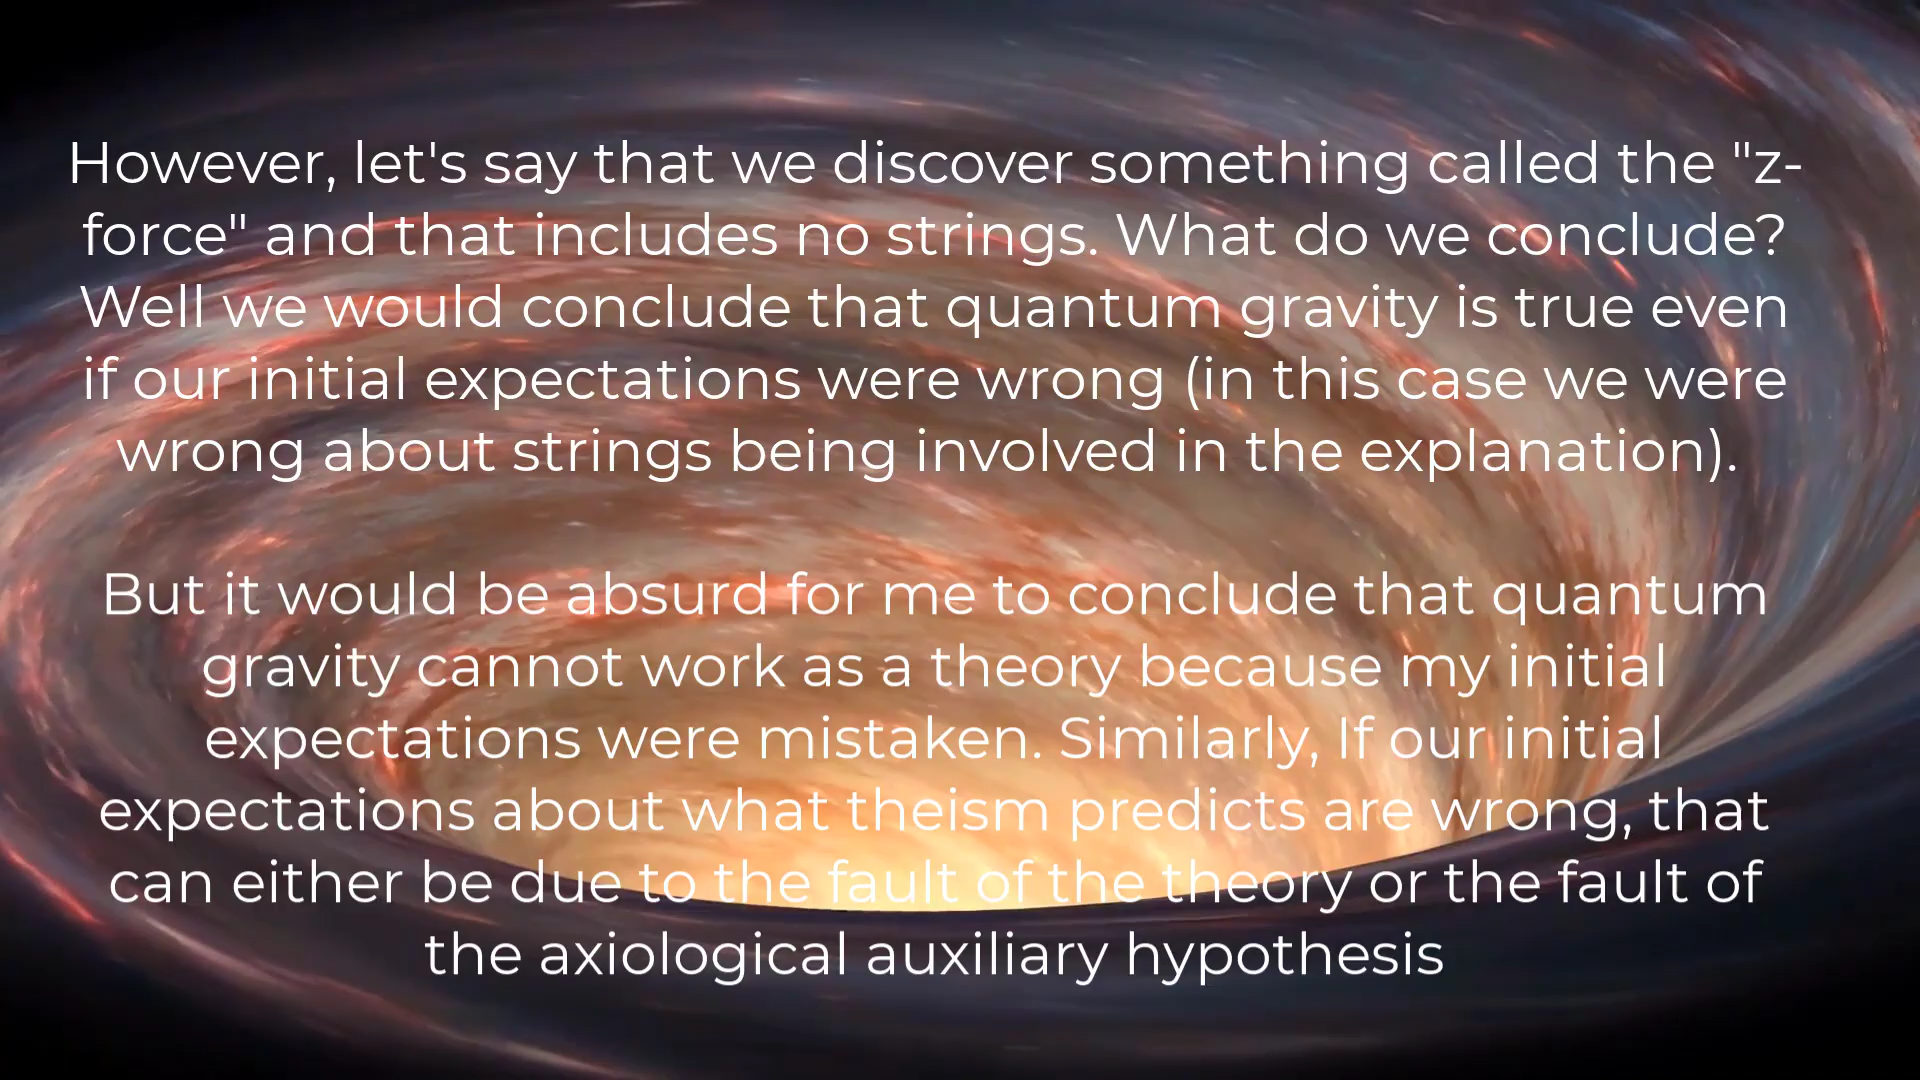 However, let's say that we discover something called the "z-
force" and that includes no strings. What do we conclude?
Well we would conclude that quantum gravity is true even
if our initial expectations were wrong (in this case we were
wrong about strings being involved in the explanation).
But it would be absurd for me to conclude that quantum
gravity cannot work as a theory because my initial
expectations were mistaken. Similarly, If our initial
expectations about what theism predicts are wrong, that
can either be due to the fault of the theory or the fault of
the axiological auxiliary hypothesis